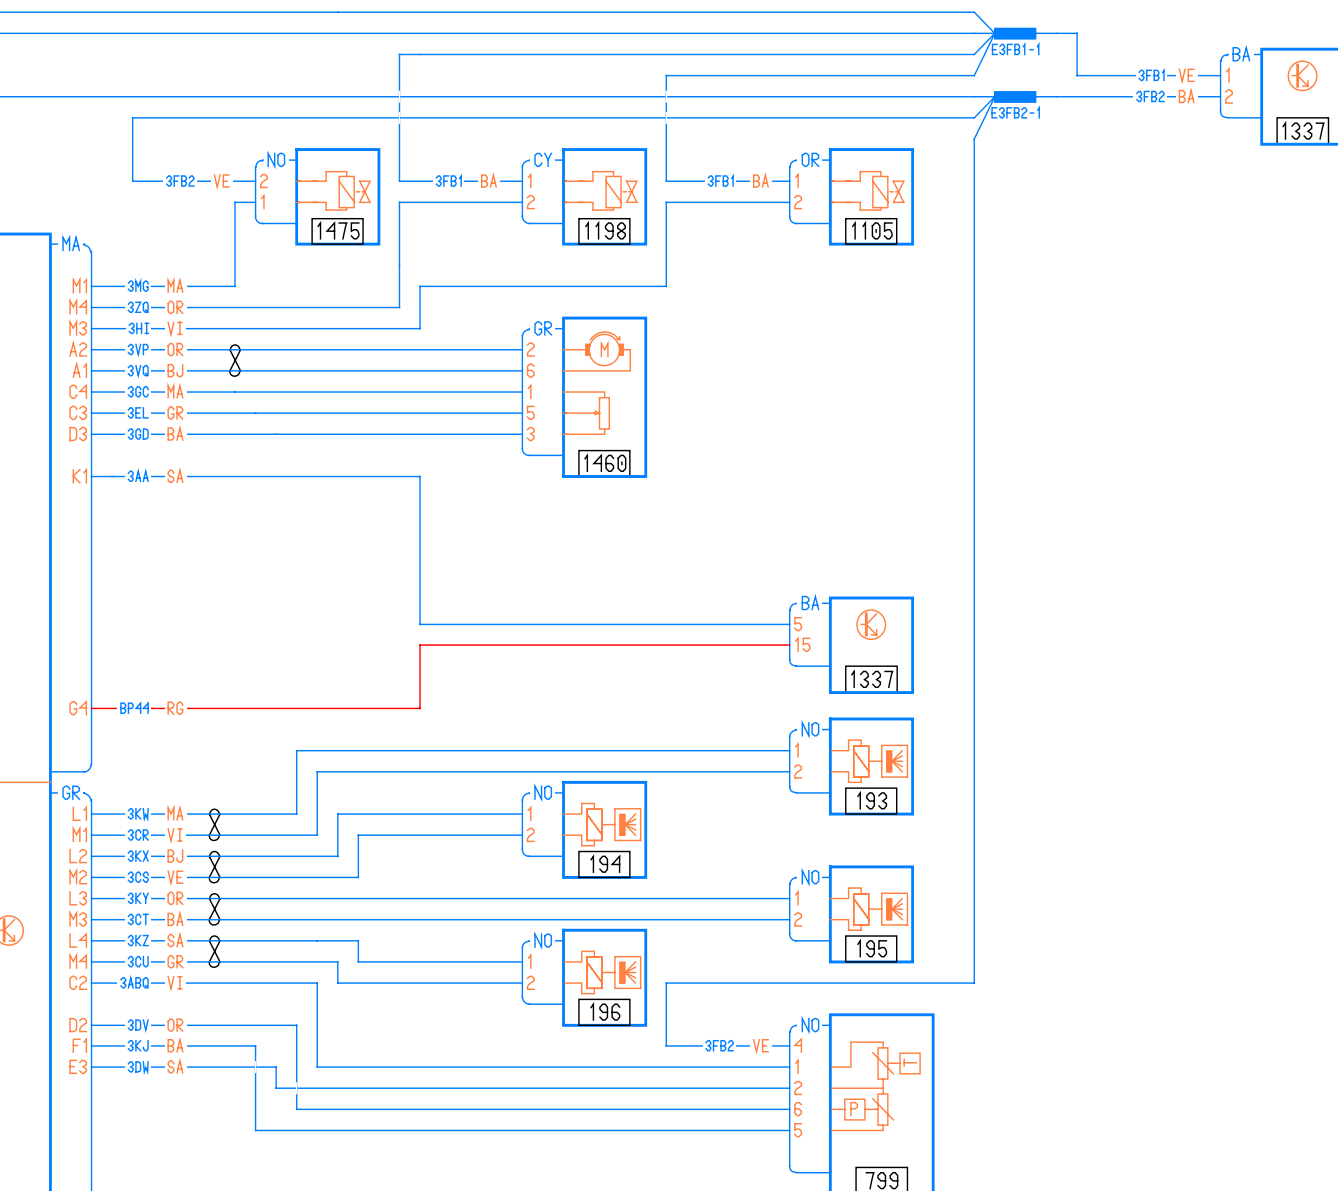 E3FB1-1
BA
3FB1 VE 1
3FB2 BA 2
E3FB2-1
1337
NO CY OR
3FB2 VE 2 3FB1 BA 1 3FB1 BA 1
1 2 2
1475 1198 1105
MA
M1 3MG MA
M4 3ZQ OR
M3 3HI VI GR
A2 3VP OR 2 M
A1 3VQ BJ 6
C4 3GC MA 1
C3 3EL GR 5
D3 3GD BA 3
1460
K1 3AA SA
BA
5
15
1337
G4 BP44 RG
NO
1
2
GR NO 193
L1 3KW MA 1
M1 3CR VI 2
L2 3KX BJ 194
M2 3CS VE NO
L3 3KY OR 1
M3 3CT BA 2
L4 3KZ SA NO 195
M4 3CU GR 1
C2 3ABQ VI 2
196
D2 3DV OR NO
F1 3KJ BA 3FB2 VE 4
E3 3DW SA 1 T
2
6 P
5
799